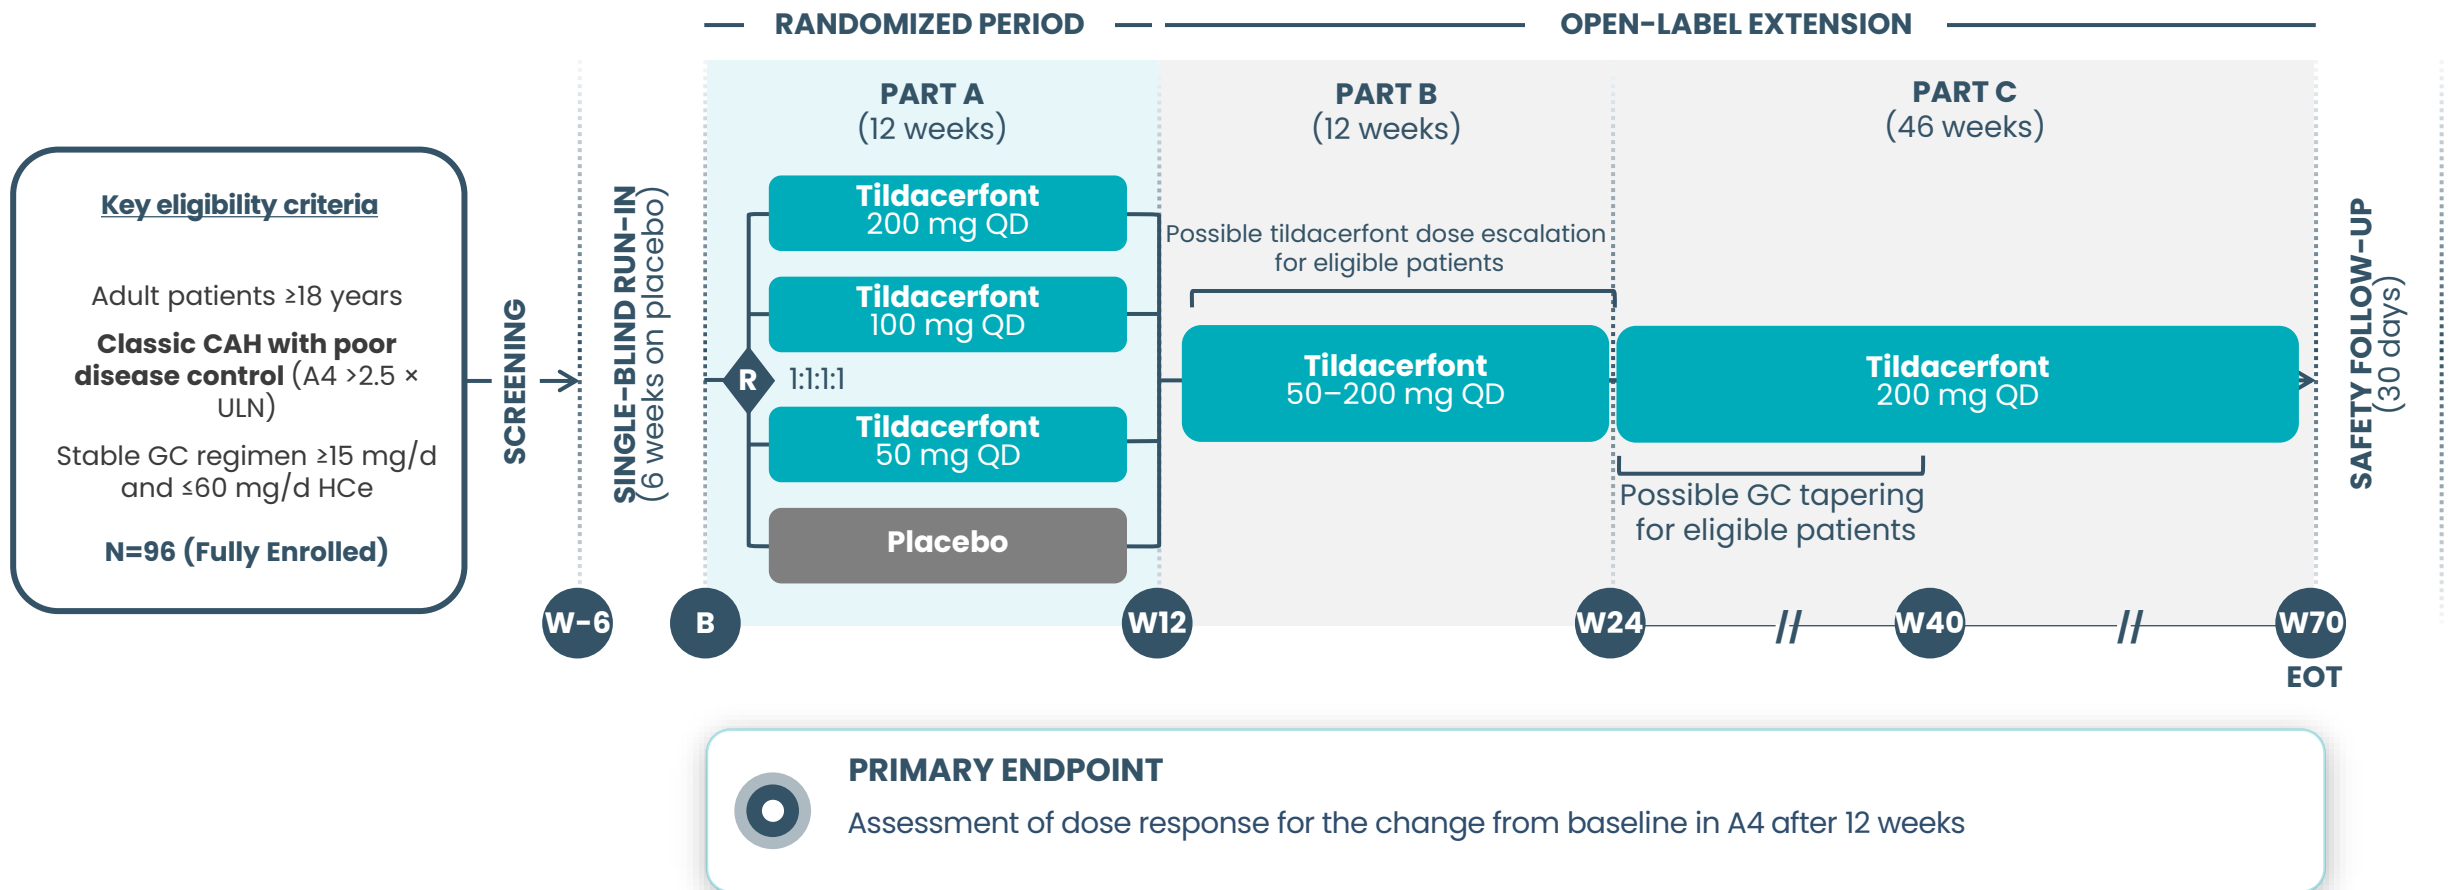 RANDOMIZED PERIOD
OPEN-LABEL EXTENSION
Key eligibility criteria
Adult patients ≥18 years
Classic CAH with poor
disease control (A4 >2.5 ×
ULN)
Stable GC regimen ≥15 mg/d
and ≤60 mg/d HCe
N=96 (Fully Enrolled)
SCREENING
SINGLE-BLIND RUN-IN
(6 weeks on placebo)
PART A
(12 weeks)
Tildacerfont
200 mg QD
Tildacerfont
100 mg QD
R
1:1:1:1
Tildacerfont
50 mg QD
Placebo
PART B
(12 weeks)
Possible tildacerfont dose escalation
for eligible patients
Tildacerfont
50–200 mg QD
PART C
(46 weeks)
Tildacerfont
200 mg QD
Possible GC tapering
for eligible patients
SAFETY FOLLOW-UP
(30 days)
W-6
B
W12
W24
//
W40
//
W70
EOT
PRIMARY ENDPOINT
Assessment of dose response for the change from baseline in A4 after 12 weeks